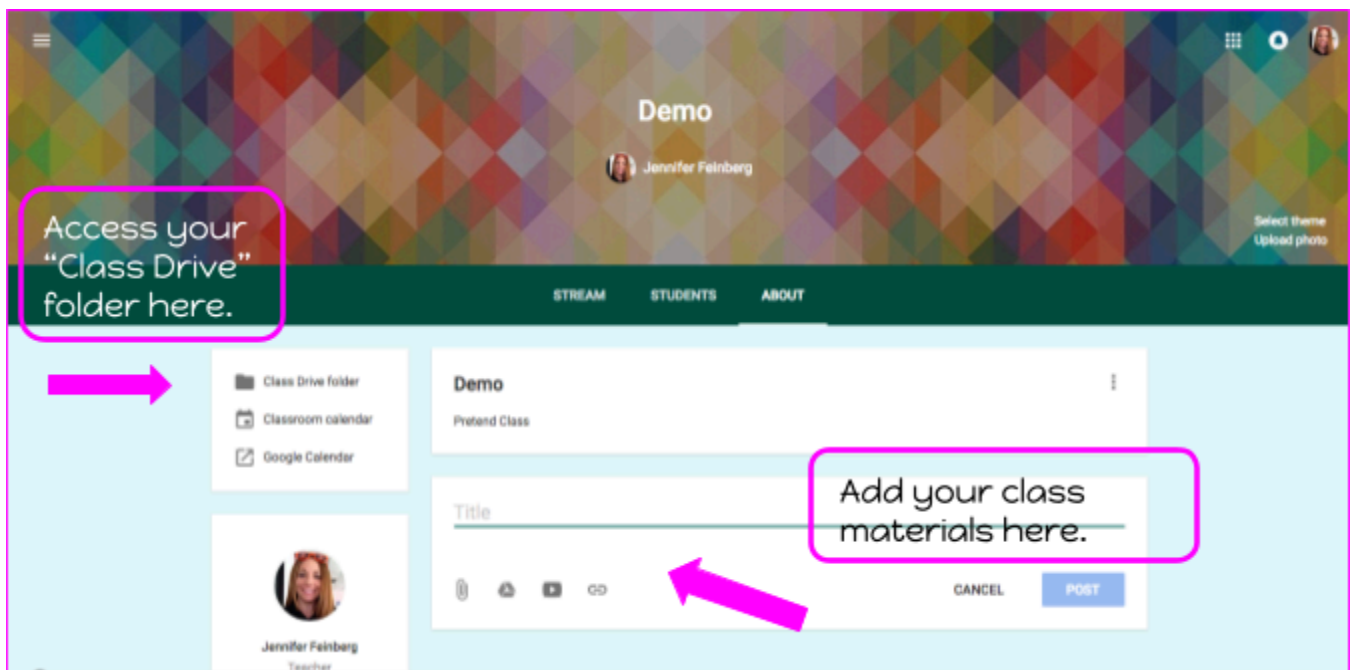 Demo
Jennifer Feinberg
Access your
“Class Drive”
folder here.
Select theme
Upload photo
STREAM STUDENTS ABOUT
Class Drive folder
Classroom calendar
Google Calendar
Demo
Pretend Class
Title
Add your class
materials here.
CANCEL POST
Jennifer Feinberg
Teacher